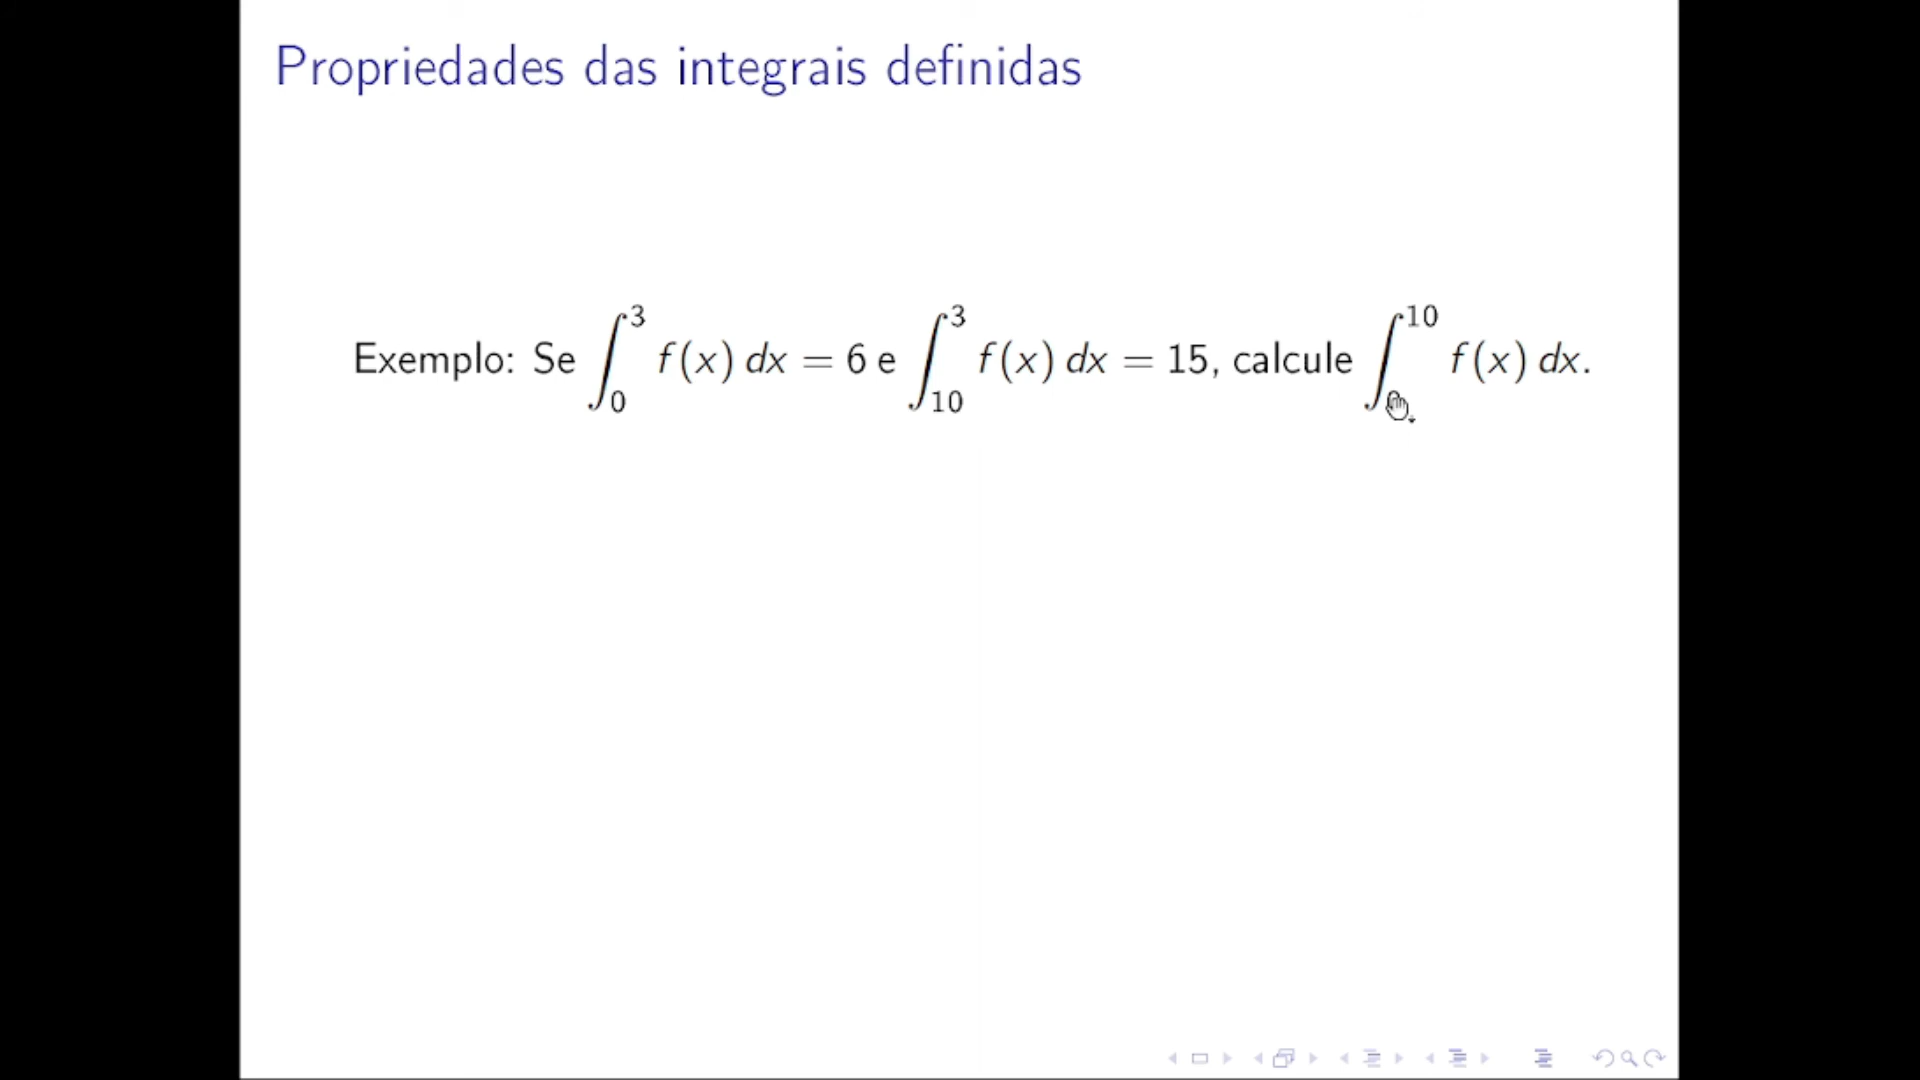 Propriedades das integrais definidas
Exemplo: Se ∫₀³ f(x) dx = 6 e ∫₁₀³ f(x) dx = 15, calcule ∫¹⁰ f(x) dx.